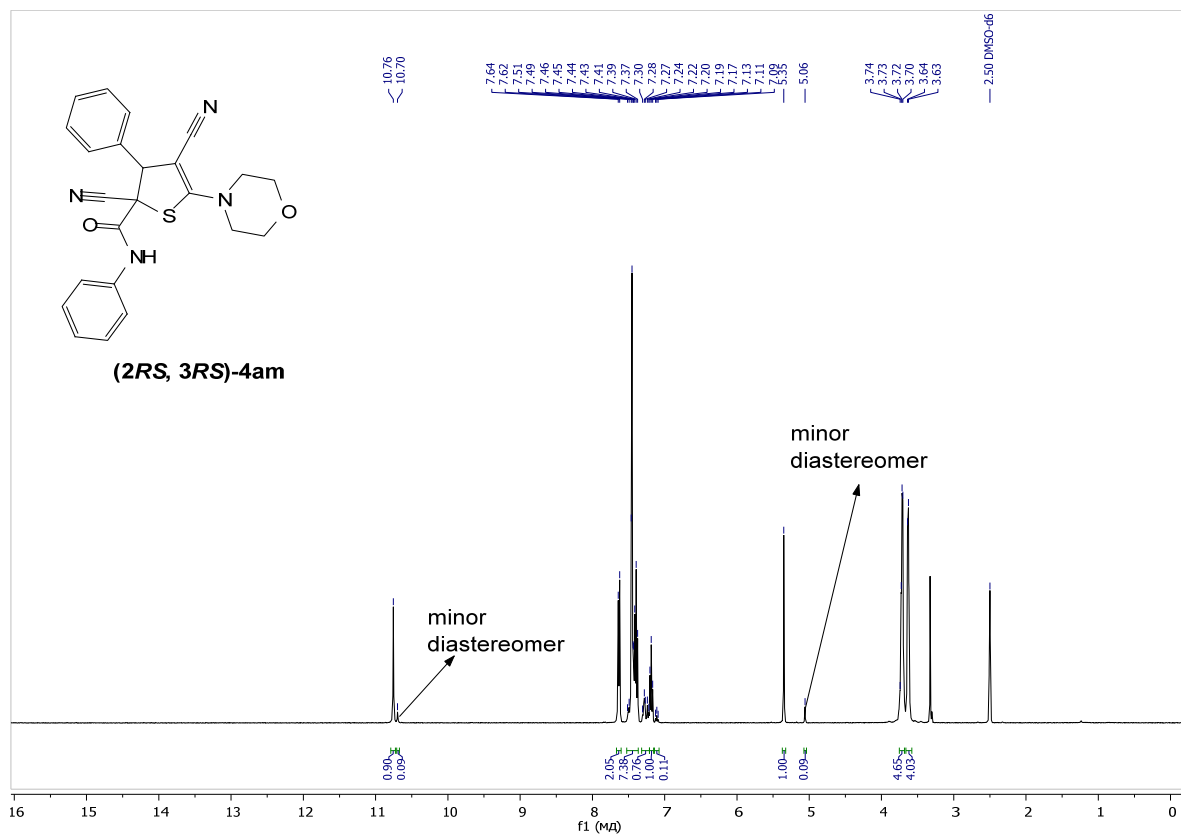 10.76
10.70
7.64
7.62
7.51
7.49
7.46
7.45
7.44
7.43
7.41
7.39
7.37
7.30
7.28
7.27
7.24
7.22
7.20
7.19
7.17
7.13
7.11
7.09
5.35
5.06
3.74
3.73
3.72
3.70
3.64
3.63
2.50 DMSO-d6
N
N
N
O
S
O
NH
(2RS, 3RS)-4am
minor
diastereomer
minor
diastereomer
0.90
0.09
2.05
7.38
0.76
1.00
0.11
1.00
0.09
4.65
4.03
16 15 14 13 12 11 10 9 8 7 6 5 4 3 2 1 0
f1 (мд)